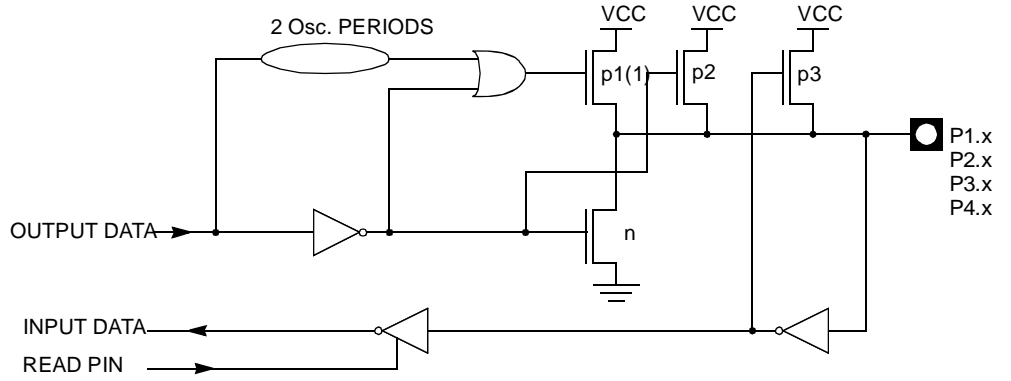 2 Osc. PERIODS
VCC
VCC
VCC
p1(1)
p2
p3
P1.x
P2.x
P3.x
P4.x
OUTPUT DATA
n
INPUT DATA
READ PIN